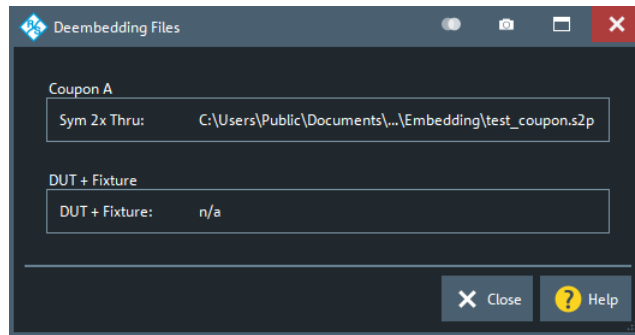 Deembedding Files
Coupon A
Sym 2x Thru: C:\Users\Public\Documents\...\Embedding\test_coupon.s2p
DUT + Fixture
DUT + Fixture: n/a
Close ? Help